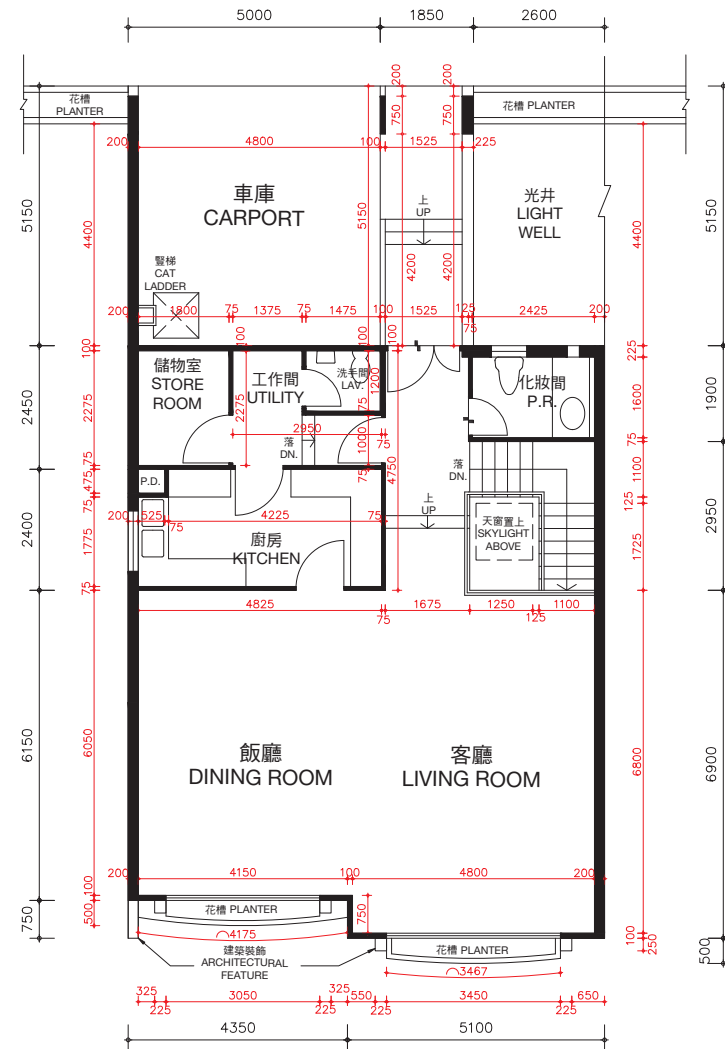 5000
1850
2600
花槽
PLANTER
花槽 PLANTER
200
200
750
750
200
4800
100
1525
225
5150
4400
車庫
CARPORT
5150
上
UP
光井
LIGHT
WELL
4400
5150
豎梯
CAT
LADDER
4200
4200
200
1800
75
1375
75
1475
100
1525
125
75
2425
200
100
100
100
100
225
儲物室
STORE
ROOM
工作間
UTILITY
洗手間
LAV.
1200
75
化妝間
P.R.
2450
2275
2275
1600
1900
2950
75
落
DN.
1000
75
4750
75
75
475
75
P.D.
落
DN.
1100
125
200
525
75
4225
75
上
UP
天窗置上
SKYLIGHT
ABOVE
2400
1775
廚房
KITCHEN
1725
2950
75
4825
75
1675
1250
125
1100
6150
6050
飯廳
DINING ROOM
客廳
LIVING ROOM
6800
6900
200
4150
100
4800
200
100
500
750
花槽 PLANTER
750
4175
花槽 PLANTER
100
250
500
建築裝飾
ARCHITECTURAL
FEATURE
3467
325
225
3050
225
325
550
225
3450
225
650
4350
5100